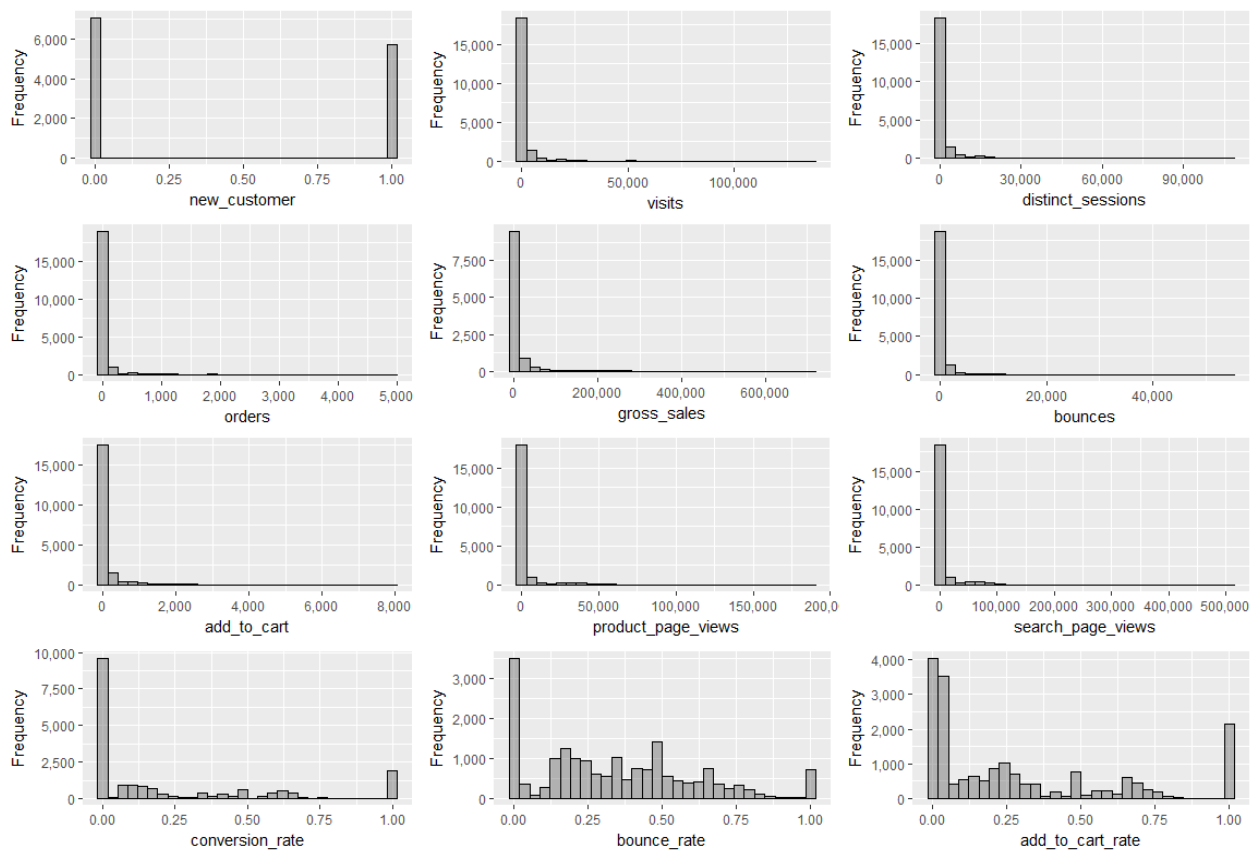 Frequency
6,000
4,000
2,000
0
0.00 0.25 0.50 0.75 1.00
new_customer
Frequency
15,000
10,000
5,000
0
0 50,000 100,000
visits
Frequency
15,000
10,000
5,000
0
0 30,000 60,000 90,000
distinct_sessions
Frequency
15,000
10,000
5,000
0
0 1,000 2,000 3,000 4,000 5,000
orders
Frequency
7,500
5,000
2,500
0
0 200,000 400,000 600,000
gross_sales
Frequency
15,000
10,000
5,000
0
0 20,000 40,000
bounces
Frequency
15,000
10,000
5,000
0
0 2,000 4,000 6,000 8,000
add_to_cart
Frequency
15,000
10,000
5,000
0
0 50,000 100,000 150,000 200,000
product_page_views
Frequency
15,000
10,000
5,000
0
0 100,000 200,000 300,000 400,000 500,000
search_page_views
Frequency
10,000
7,500
5,000
2,500
0
0.00 0.25 0.50 0.75 1.00
conversion_rate
Frequency
3,000
2,000
1,000
0
0.00 0.25 0.50 0.75 1.00
bounce_rate
Frequency
4,000
3,000
2,000
1,000
0
0.00 0.25 0.50 0.75 1.00
add_to_cart_rate